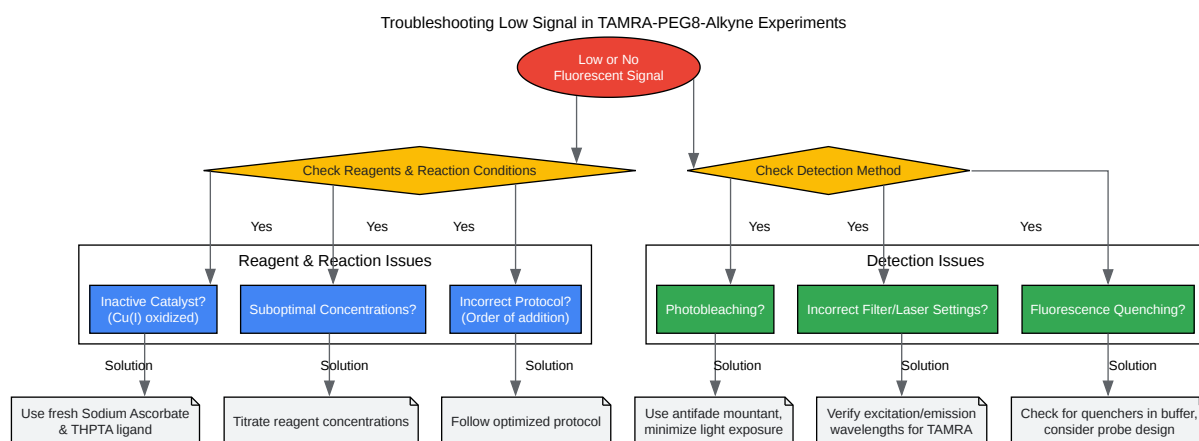 Troubleshooting Low Signal in TAMRA-PEG8-Alkyne Experiments
Low or No
Fluorescent Signal
Check Reagents & Reaction Conditions
Check Detection Method
Yes
Yes
Yes
Yes
Yes
Yes
Reagent & Reaction Issues
Detection Issues
Inactive Catalyst?
(Cu(I) oxidized)
Suboptimal Concentrations?
Incorrect Protocol?
(Order of addition)
Photobleaching?
Incorrect Filter/Laser Settings?
Fluorescence Quenching?
Solution
Solution
Solution
Solution
Solution
Solution
Use fresh Sodium Ascorbate
& THPTA ligand
Titrate reagent concentrations
Follow optimized protocol
Use antifade mountant,
minimize light exposure
Verify excitation/emission
wavelengths for TAMRA
Check for quenchers in buffer,
consider probe design